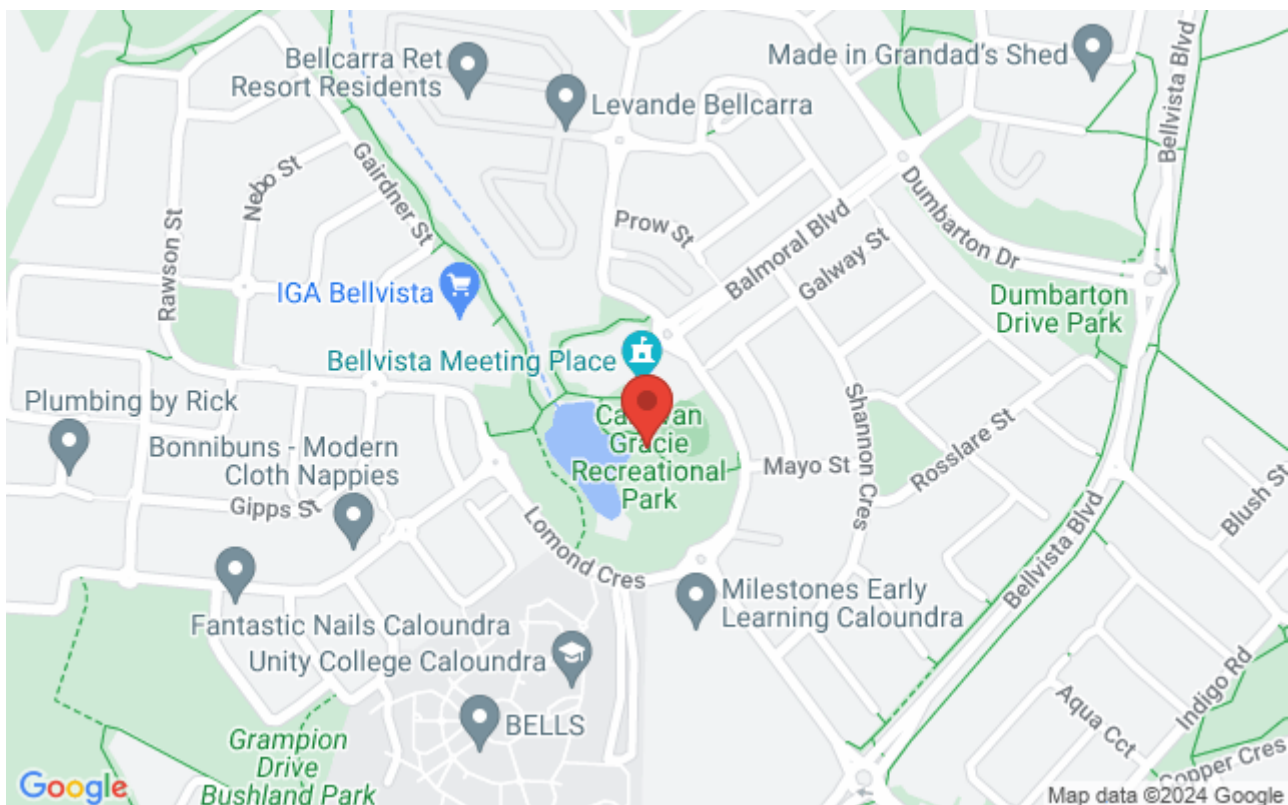 Bellcarra Ret
Resort Residents
Made in Grandad's Shed
Levande Bellcarra
Bellvista Blvd
Nebo St
Gairdner St
Rawson St
Prow St
Balmoral Blvd
Galway St
Dumbarton Dr
IGA Bellvista
Dumbarton
Drive Park
Bellvista Meeting Place
Plumbing by Rick
Bonnibuns - Modern
Cloth Nappies
Gracie
Recreational
Park
Mayo St
Shannon Cres
Rosslare St
Gipps St
Lomond Cres
Blush St
Bellvista Blvd
Milestones Early
Learning Caloundra
Fantastic Nails Caloundra
Unity College Caloundra
BELLS
Indigo Rd
Aqua Cct
Copper Cres
Grampion
Drive
Bushland Park
Google
Map data ©2024 Google